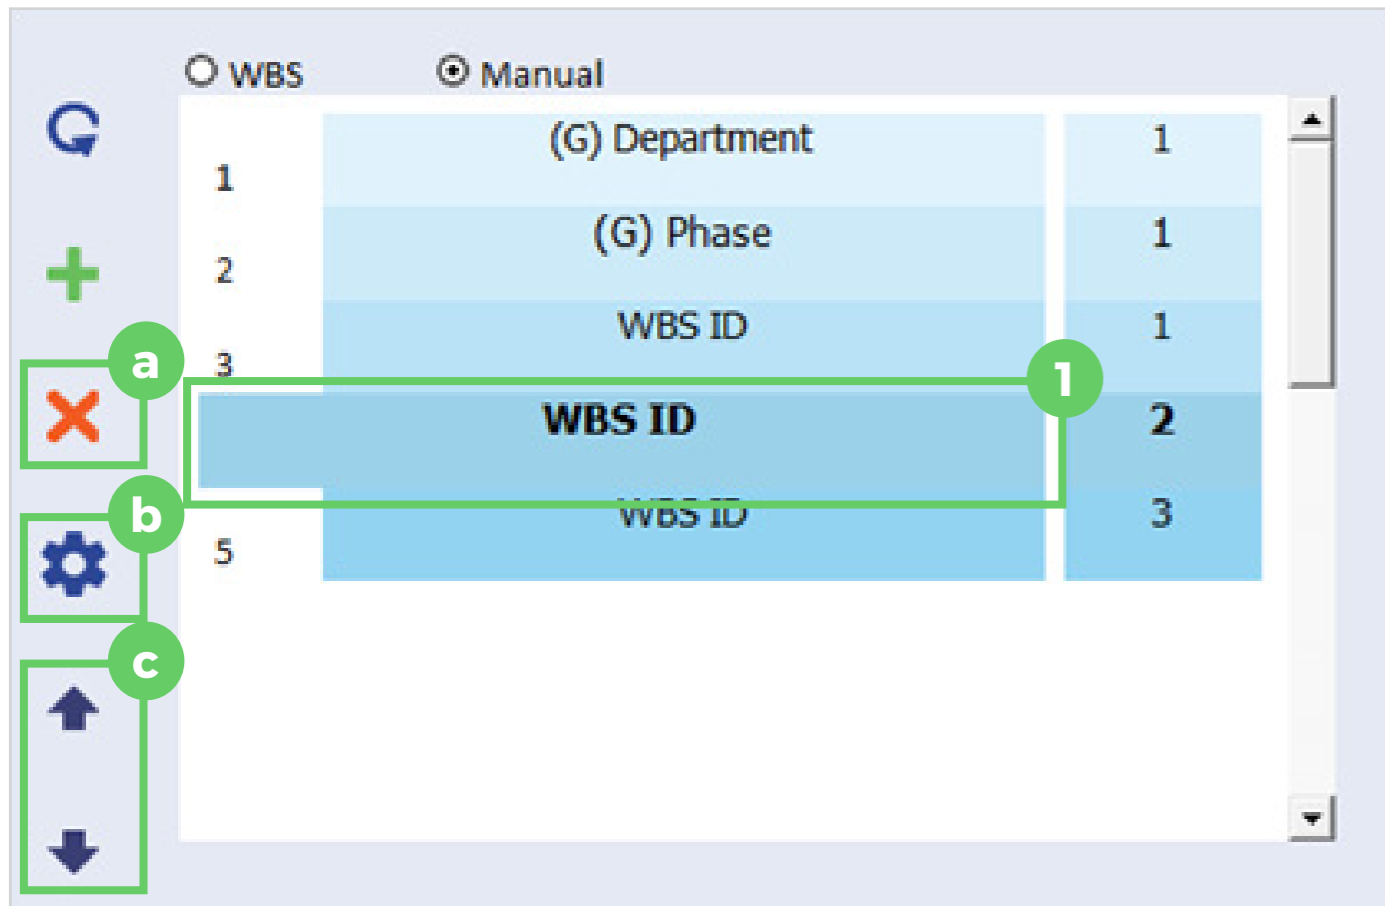 WBS Manual
1 (G) Department 1
2 (G) Phase 1
3 WBS ID 1
a
1
WBS ID 2
b
5 WBS ID 3
c